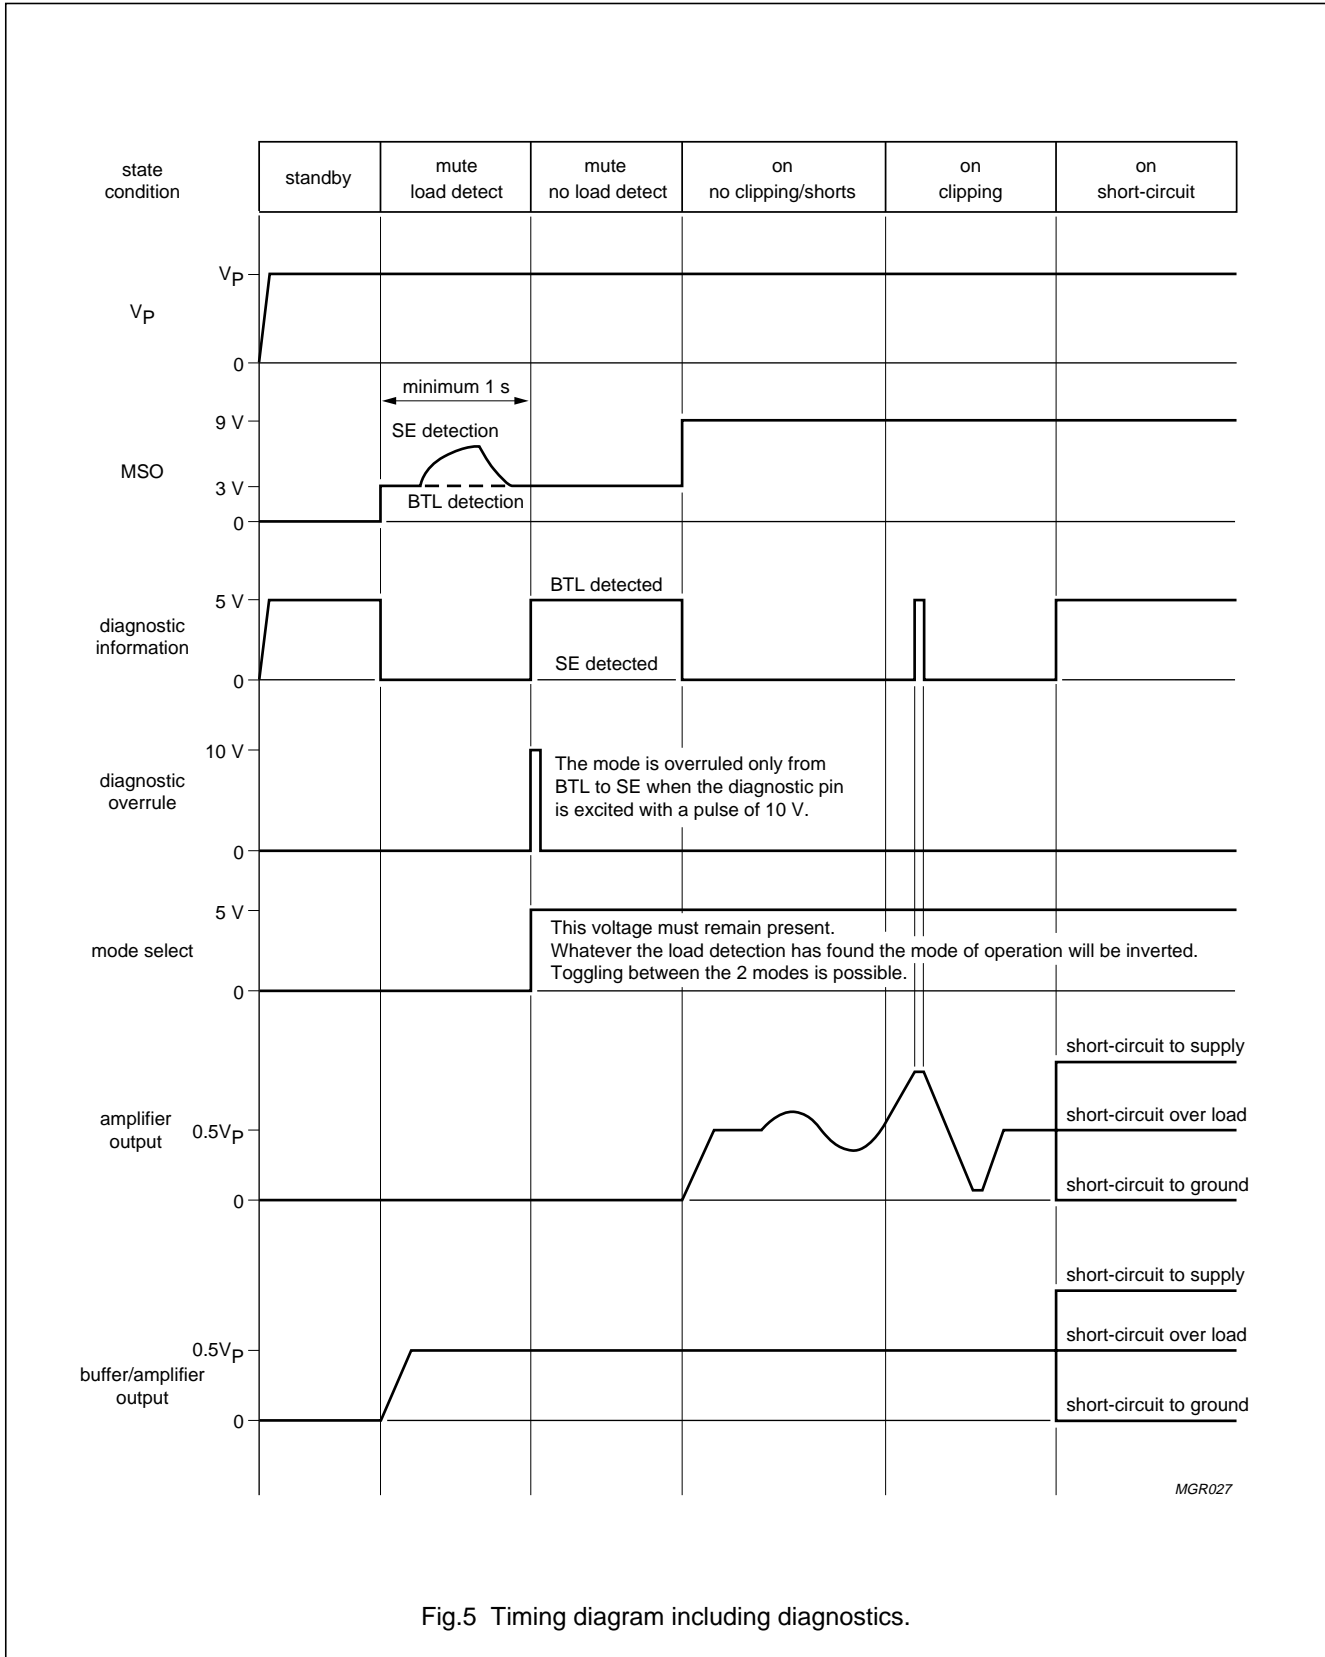 state
condition
standby
mute
load detect
mute
no load detect
on
no clipping/shorts
on
clipping
on
short-circuit
VP
VP
0
minimum 1 s
9 V
SE detection
MSO
3 V
BTL detection
0
BTL detected
5 V
diagnostic
information
SE detected
0
10 V
The mode is overruled only from
BTL to SE when the diagnostic pin
is excited with a pulse of 10 V.
diagnostic
overrule
0
5 V
This voltage must remain present.
Whatever the load detection has found the mode of operation will be inverted.
Toggling between the 2 modes is possible.
mode select
0
short-circuit to supply
amplifier
output
0.5VP
short-circuit over load
short-circuit to ground
0
short-circuit to supply
0.5VP
short-circuit over load
buffer/amplifier
output
short-circuit to ground
0
MGR027
Fig.5 Timing diagram including diagnostics.